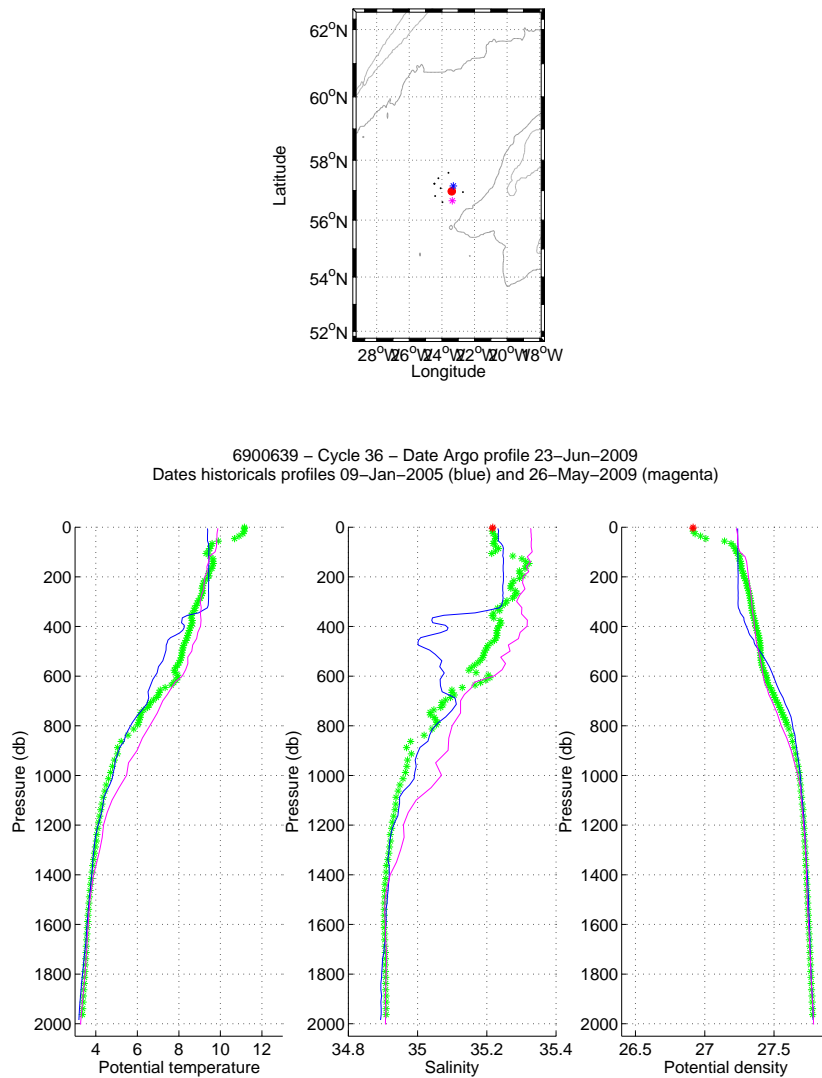 62°N
60°N
58°N
56°N
54°N
52°N
Latitude
28°W 26°W 24°W 22°W 20°W 18°W
Longitude
6900639 − Cycle 36 − Date Argo profile 23−Jun−2009
Dates historicals profiles 09−Jan−2005 (blue) and 26−May−2009 (magenta)
0
200
400
600
800
1000
1200
1400
1600
1800
2000
Pressure (db)
4 6 8 10 12
Potential temperature
0
200
400
600
800
1000
1200
1400
1600
1800
2000
Pressure (db)
34.8 35 35.2 35.4
Salinity
0
200
400
600
800
1000
1200
1400
1600
1800
2000
Pressure (db)
26.5 27 27.5
Potential density